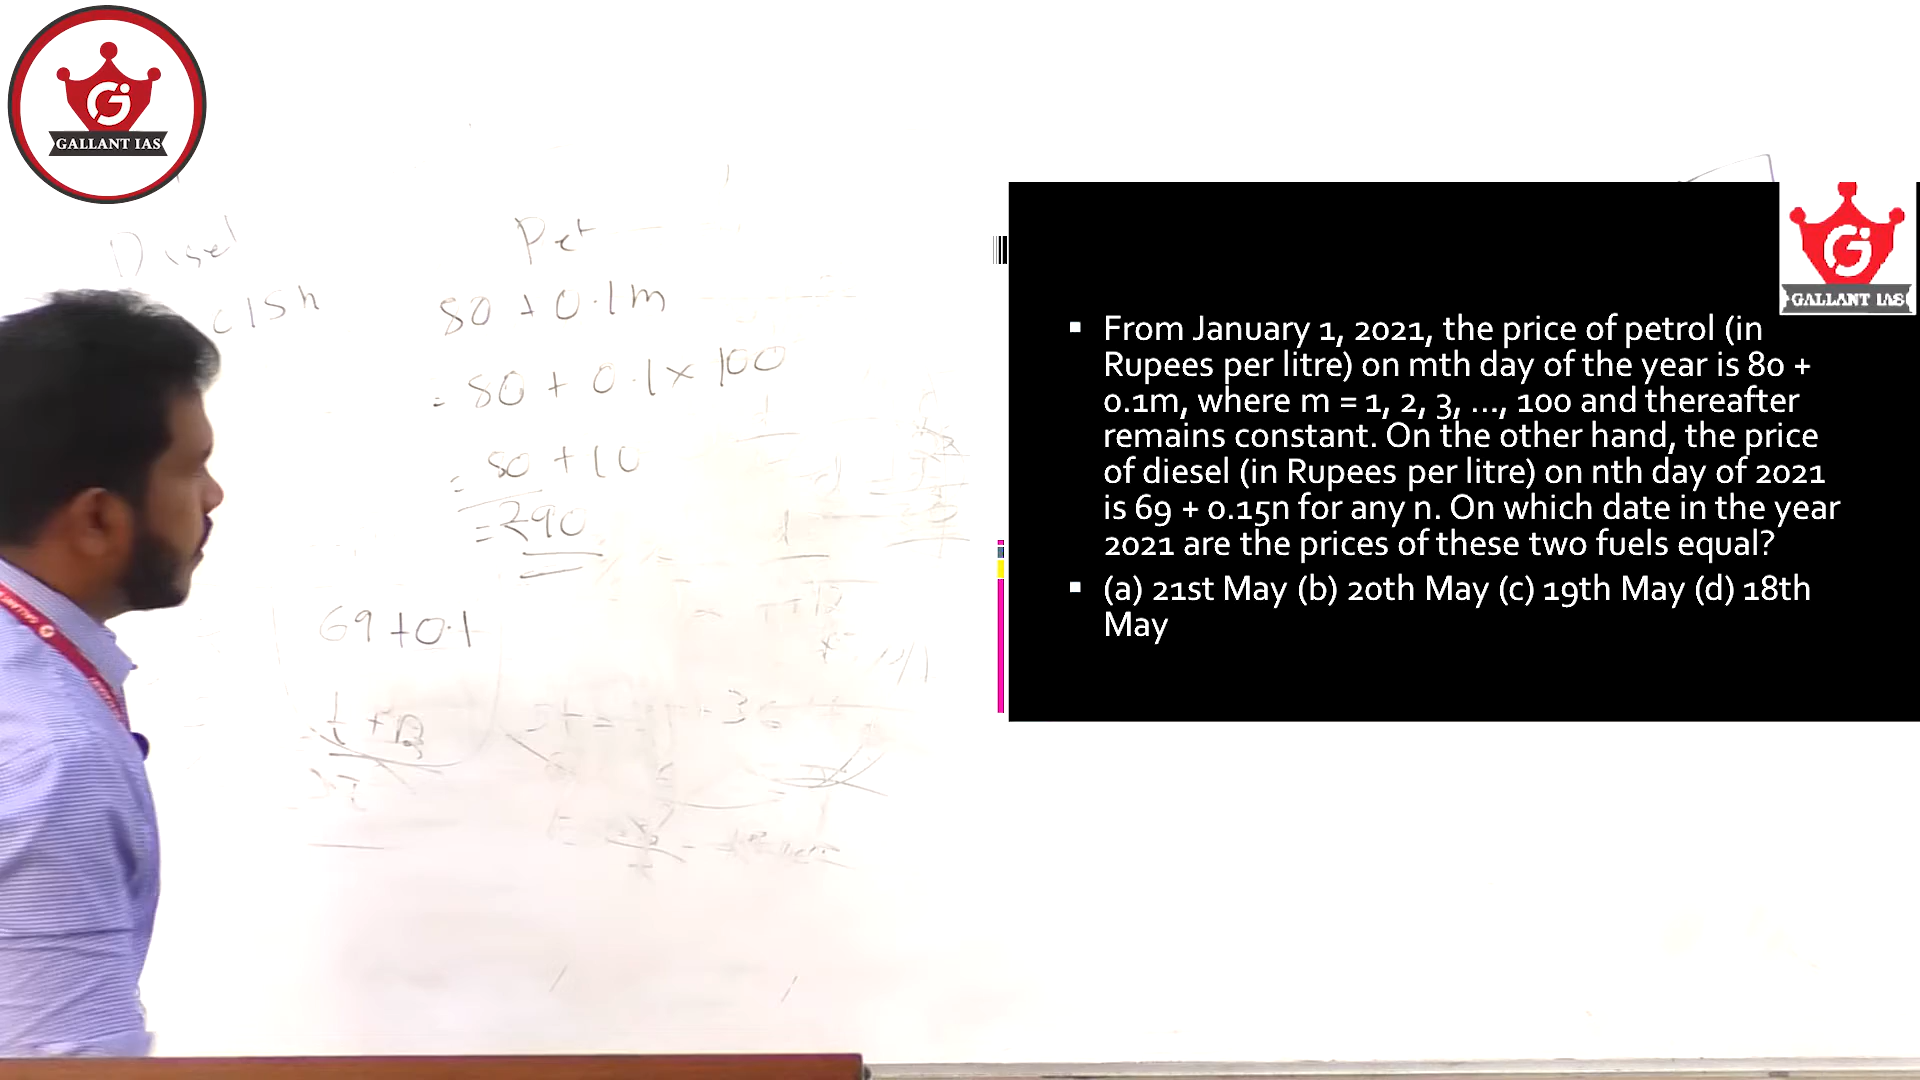 GALLANT IAS
Disel
Pet
80 + 0.1m
= 80 + 0.1 x 100
= 80 + 10
= ₹90
69 + 0.1
GALLANT IAS
▪ From January 1, 2021, the price of petrol (in
Rupees per litre) on mth day of the year is 80 +
0.1m, where m = 1, 2, 3, ..., 100 and thereafter
remains constant. On the other hand, the price
of diesel (in Rupees per litre) on nth day of 2021
is 69 + 0.15n for any n. On which date in the year
2021 are the prices of these two fuels equal?
▪ (a) 21st May (b) 20th May (c) 19th May (d) 18th
May